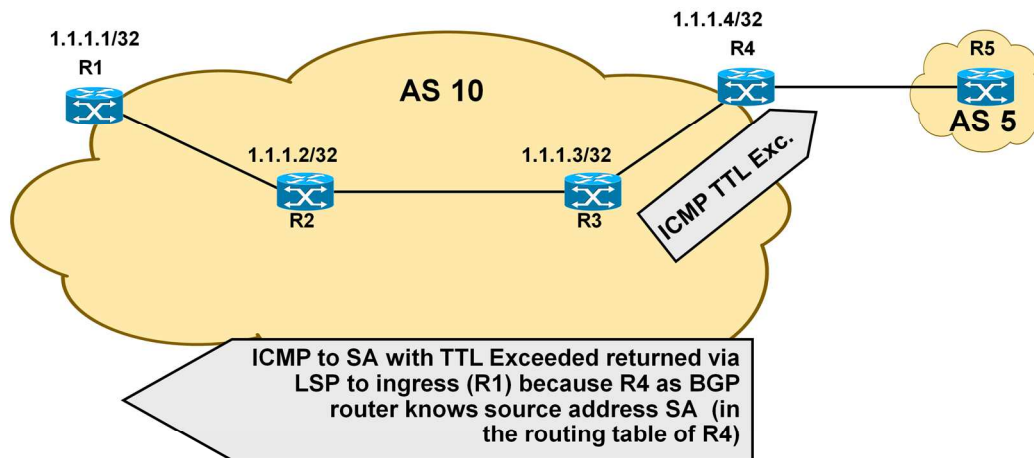 1.1.1.1/32
R1
1.1.1.4/32
R4
R5
AS 10
AS 5
1.1.1.2/32
R2
1.1.1.3/32
R3
ICMP TTL Exc.
ICMP to SA with TTL Exceeded returned via
LSP to ingress (R1) because R4 as BGP
router knows source address SA (in
the routing table of R4)